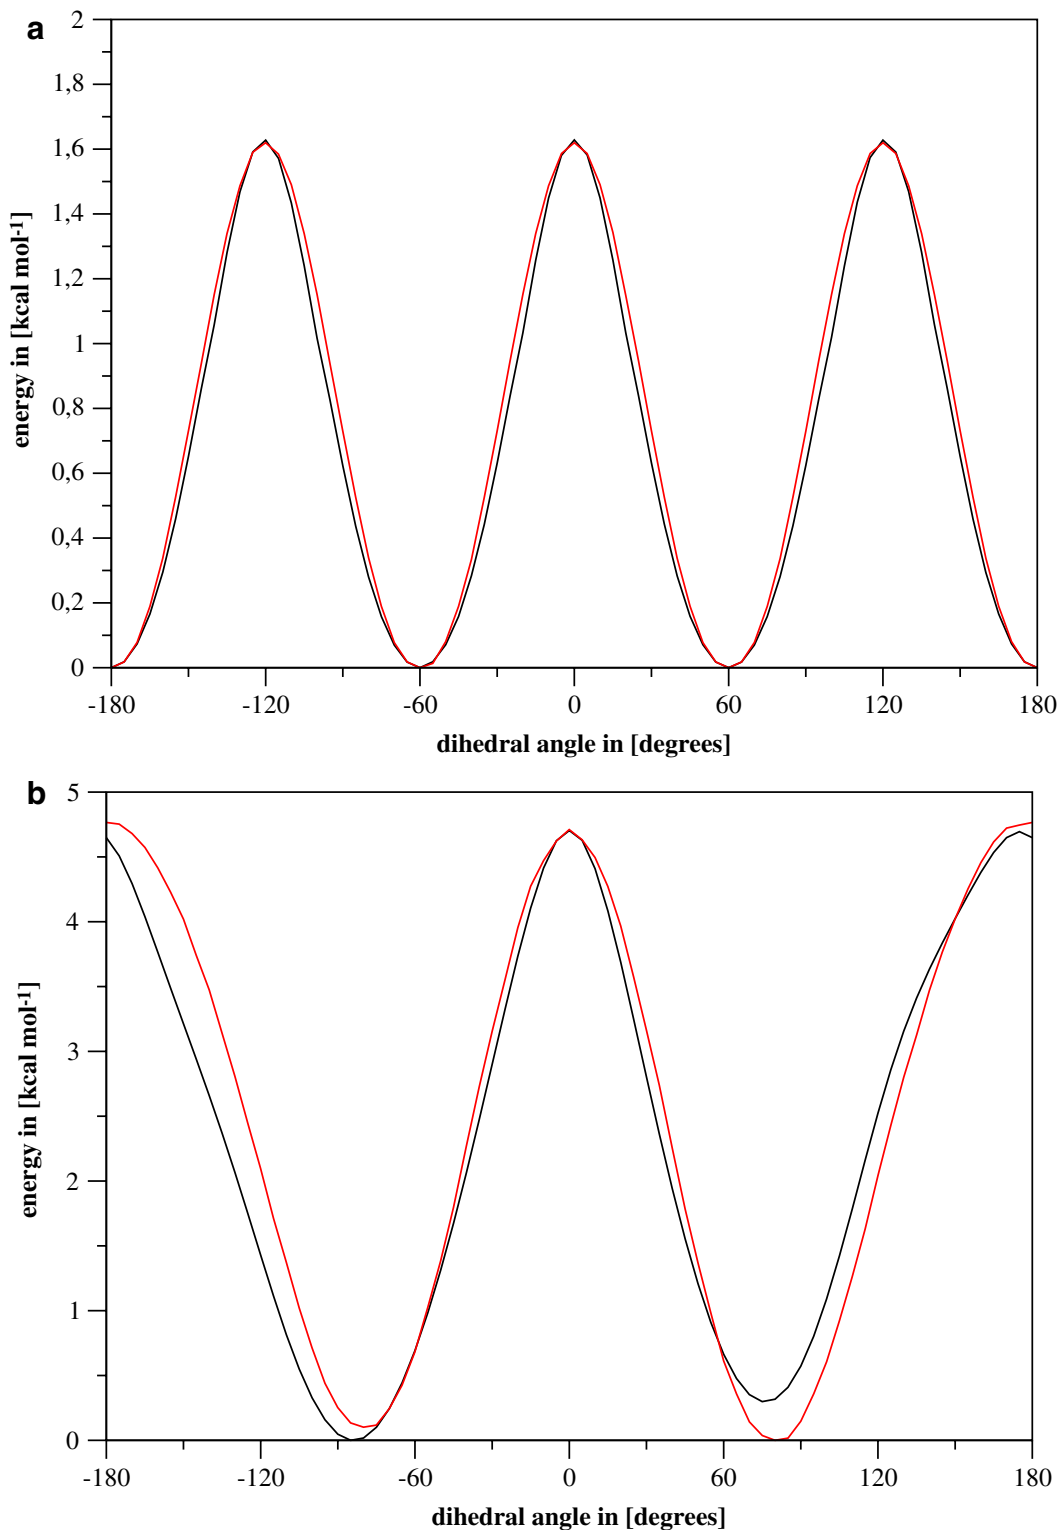 a
2
1,8
1,6
1,4
1,2
1
0,8
0,6
0,4
0,2
0
energy in [kcal mol-1]
-180 -120 -60 0 60 120 180
dihedral angle in [degrees]
b
5
4
3
2
1
0
energy in [kcal mol-1]
-180 -120 -60 0 60 120 180
dihedral angle in [degrees]